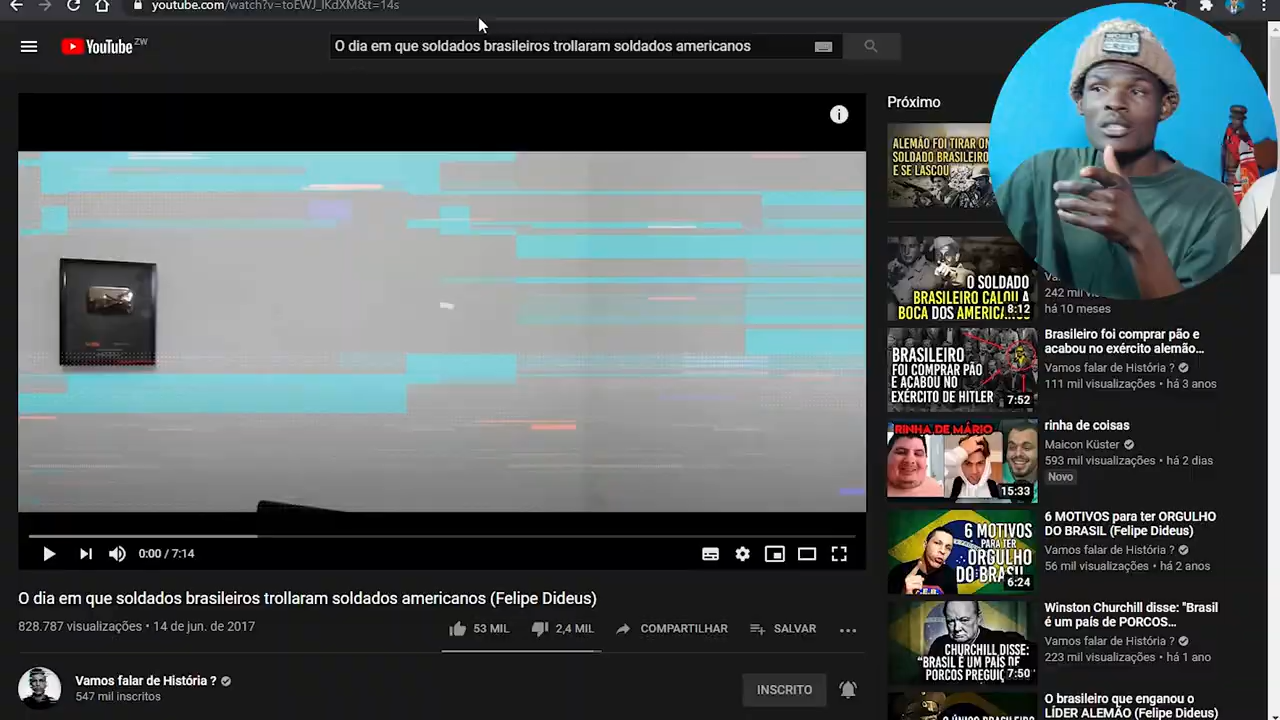 youtube.com/watch?v=toEWJ_IKdXM&t=14s
YouTube ZW
O dia em que soldados brasileiros trollaram soldados americanos
WORLD
CREW
Próximo
ALEMÃO FOI TIRAR ON
SOLDADO BRASILEIRO
E SE LASCOU
O SOLDADO
BRASILEIRO CALOU A
BOCA DOS AMERICANOS
8:12
242 mil
há 10 meses
BRASILEIRO
FOI COMPRAR PÃO
E ACABOU NO
EXÉRCITO DE HITLER
7:52
Brasileiro foi comprar pão e
acabou no exército alemão...
Vamos falar de História ?
111 mil visualizações • há 3 anos
RINHA DE MÁRIO
15:33
rinha de coisas
Maicon Küster
593 mil visualizações • há 2 dias
Novo
6 MOTIVOS
PARA TER
ORGULHO
DO BRASIL
6:24
6 MOTIVOS para ter ORGULHO
DO BRASIL (Felipe Dideus)
Vamos falar de História ?
56 mil visualizações • há 2 anos
CHURCHILL DISSE:
"BRASIL É UM PAÍS DE
PORCOS
7:50
Winston Churchill disse: "Brasil
é um país de PORCOS...
Vamos falar de História ?
223 mil visualizações • há 1 ano
O brasileiro que enganou o
LÍDER ALEMÃO (Felipe Dideus)
0:00 / 7:14
O dia em que soldados brasileiros trollaram soldados americanos (Felipe Dideus)
828.787 visualizações • 14 de jun. de 2017
53 MIL
2,4 MIL
COMPARTILHAR
SALVAR
Vamos falar de História ?
547 mil inscritos
INSCRITO